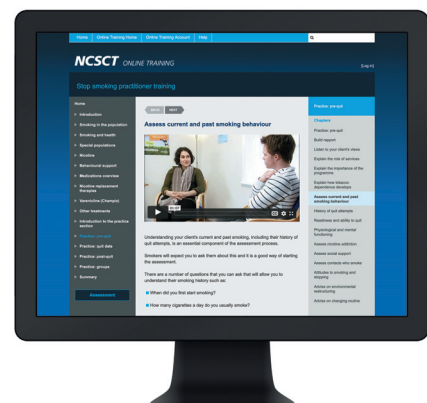 Home Online Training Home Online Training Account Help
NCSCT ONLINE TRAINING
[Log in]
Stop smoking practitioner training
Home
Introduction
Smoking in the population
Smoking and health
Special populations
Nicotine
Behavioural support
Medications overview
Nicotine replacement
therapies
Varenicline (Champix)
Other treatments
Introduction to the practice
section
Practice: pre-quit
Practice: quit date
Practice: post-quit
Practice: groups
Summary
Assessment
BACK NEXT
Assess current and past smoking behaviour
Understanding your client's current and past smoking, including their history of
quit attempts, is an essential component of the assessment process.
Smokers will expect you to ask them about this and it is a good way of starting
the assessment.
There are a number of questions that you can ask that will allow you to
understand their smoking history such as:
When did you first start smoking?
How many cigarettes a day do you usually smoke?
Practice: pre-quit
Chapters
Practice: pre-quit
Build rapport
Listen to your client's views
Explain the role of services
Explain the importance of the
programme
Explain how tobacco
dependence develops
Assess current and past
smoking behaviour
History of quit attempts
Readiness and ability to quit
Physiological and mental
functioning
Assess nicotine addiction
Assess social support
Assess contacts who smoke
Attitudes to smoking and
stopping
Advise on environmental
restructuring
Advise on changing routine